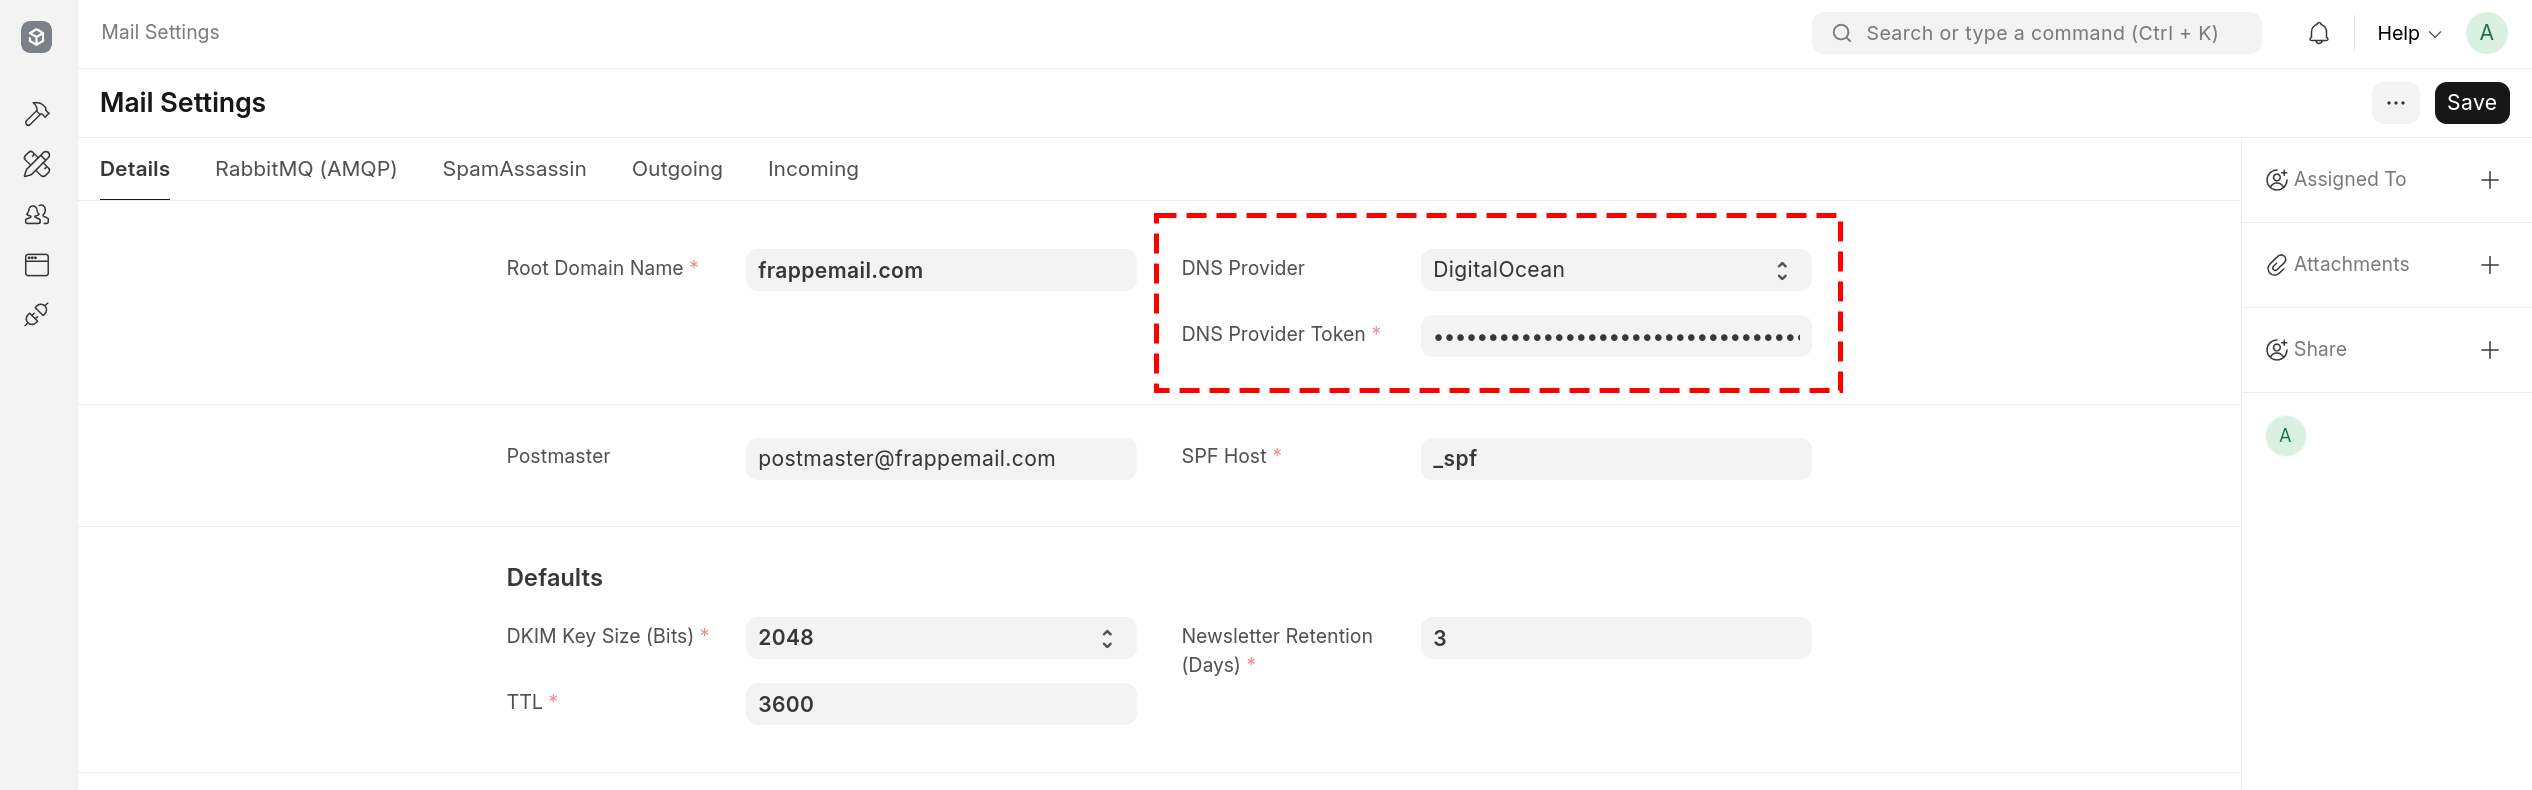 Mail Settings
Search or type a command (Ctrl + K)
Help
A
Mail Settings
...
Save
Details
RabbitMQ (AMQP)
SpamAssassin
Outgoing
Incoming
Assigned To
Attachments
Share
A
Root Domain Name *
frappemail.com
DNS Provider
DigitalOcean
DNS Provider Token *
Postmaster
postmaster@frappemail.com
SPF Host *
_spf
Defaults
DKIM Key Size (Bits) *
2048
Newsletter Retention
(Days) *
3
TTL *
3600